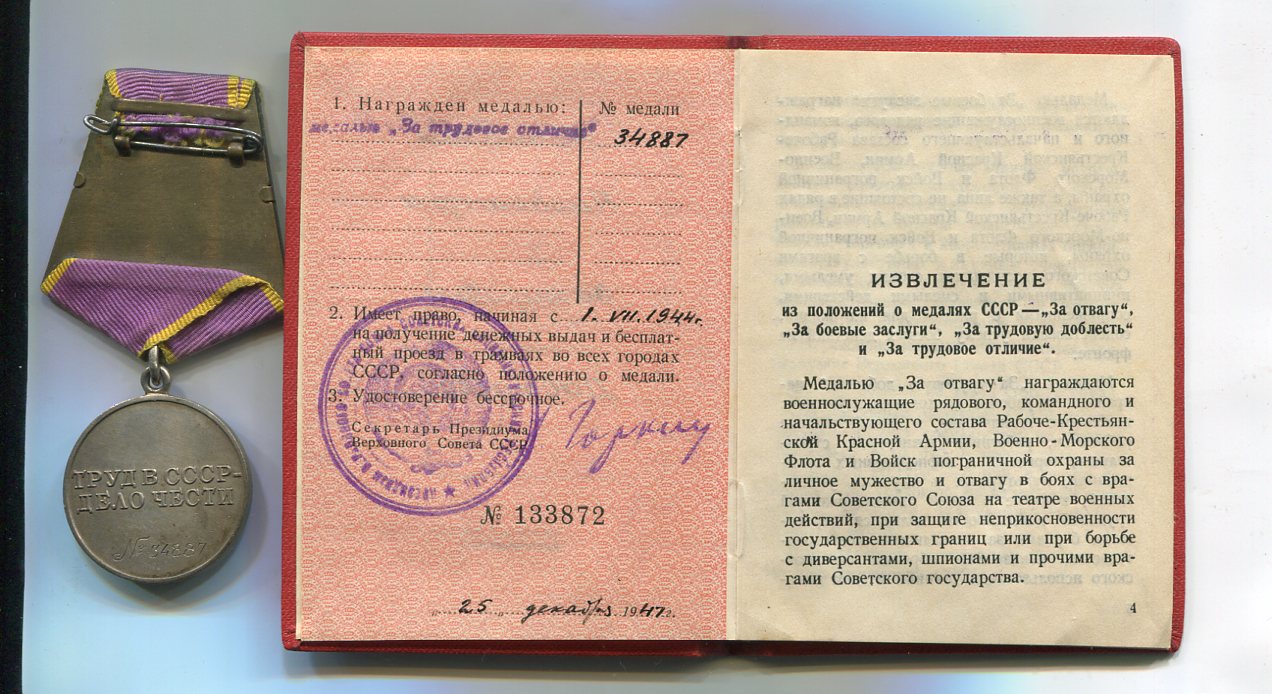 ТРУД В СССР-
ДЕЛО ЧЕСТИ
№ 34887
1. Награжден медалью:
№ медали
медалью „За трудовое отличие"
34887
2. Имеет право, начиная с 1. VII. 1944 г.
на получение денежных выдач и бесплат-
ный проезд в трамваях во всех городах
СССР, согласно положению о медали.
3. Удостоверение бессрочное.
Секретарь Президиума
Верховного Совета СССР
Горкин
№ 133872
„25„ декабря 1947 г.
ИЗВЛЕЧЕНИЕ
из положений о медалях СССР—„За отвагу“,
„За боевые заслуги“, „За трудовую доблесть“
и „За трудовое отличие“.
Медалью „За отвагу“ награждаются
военнослужащие рядового, командного и
начальствующего состава Рабоче-Крестьян-
ской Красной Армии, Военно-Морского
Флота и Войск пограничной охраны за
личное мужество и отвагу в боях с вра-
гами Советского Союза на театре военных
действий, при защите неприкосновенности
государственных границ или при борьбе
с диверсантами, шпионами и прочими вра-
гами Советского государства.
4